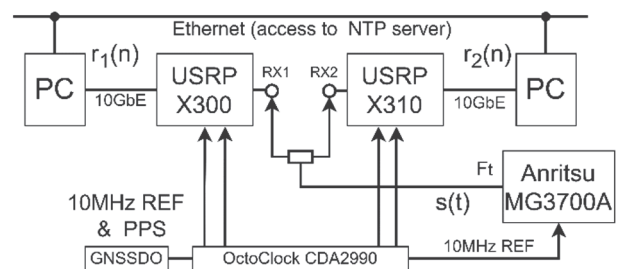 Ethernet (access to NTP server)
r1(n)
r2(n)
PC
10GbE
USRP
X300
RX1
RX2
USRP
X310
10GbE
PC
Ft
s(t)
Anritsu
MG3700A
10MHz REF
& PPS
GNSSDO
OctoClock CDA2990
10MHz REF